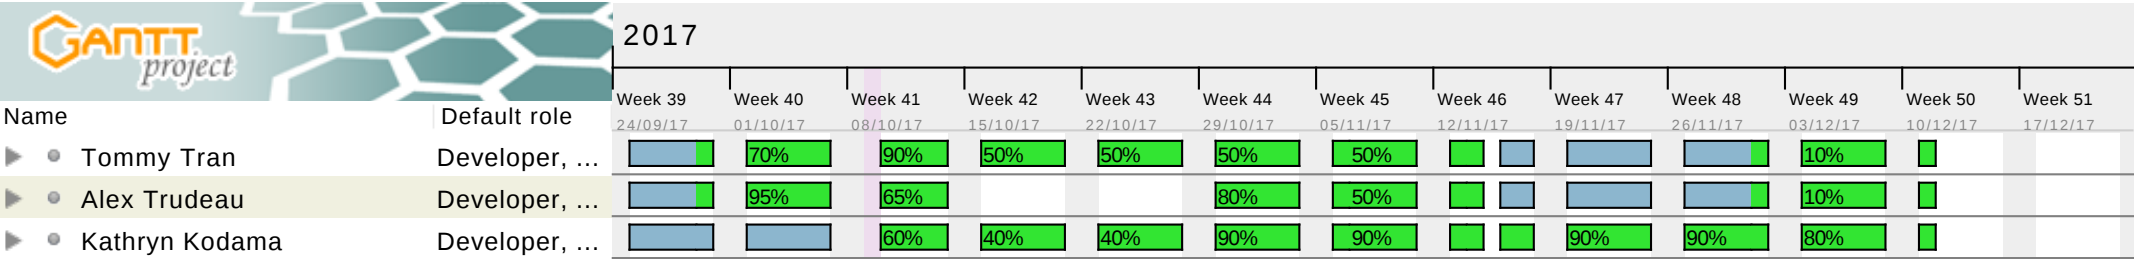 GANTT
project
2017
Week 39 Week 40 Week 41 Week 42 Week 43 Week 44 Week 45 Week 46 Week 47 Week 48 Week 49 Week 50 Week 51
Name Default role
24/09/17 01/10/17 08/10/17 15/10/17 22/10/17 29/10/17 05/11/17 12/11/17 19/11/17 26/11/17 03/12/17 10/12/17 17/12/17
Tommy Tran Developer, ... 70% 90% 50% 50% 50% 50% 10%
Alex Trudeau Developer, ... 95% 65% 80% 50% 10%
Kathryn Kodama Developer, ... 60% 40% 40% 90% 90% 90% 90% 80%